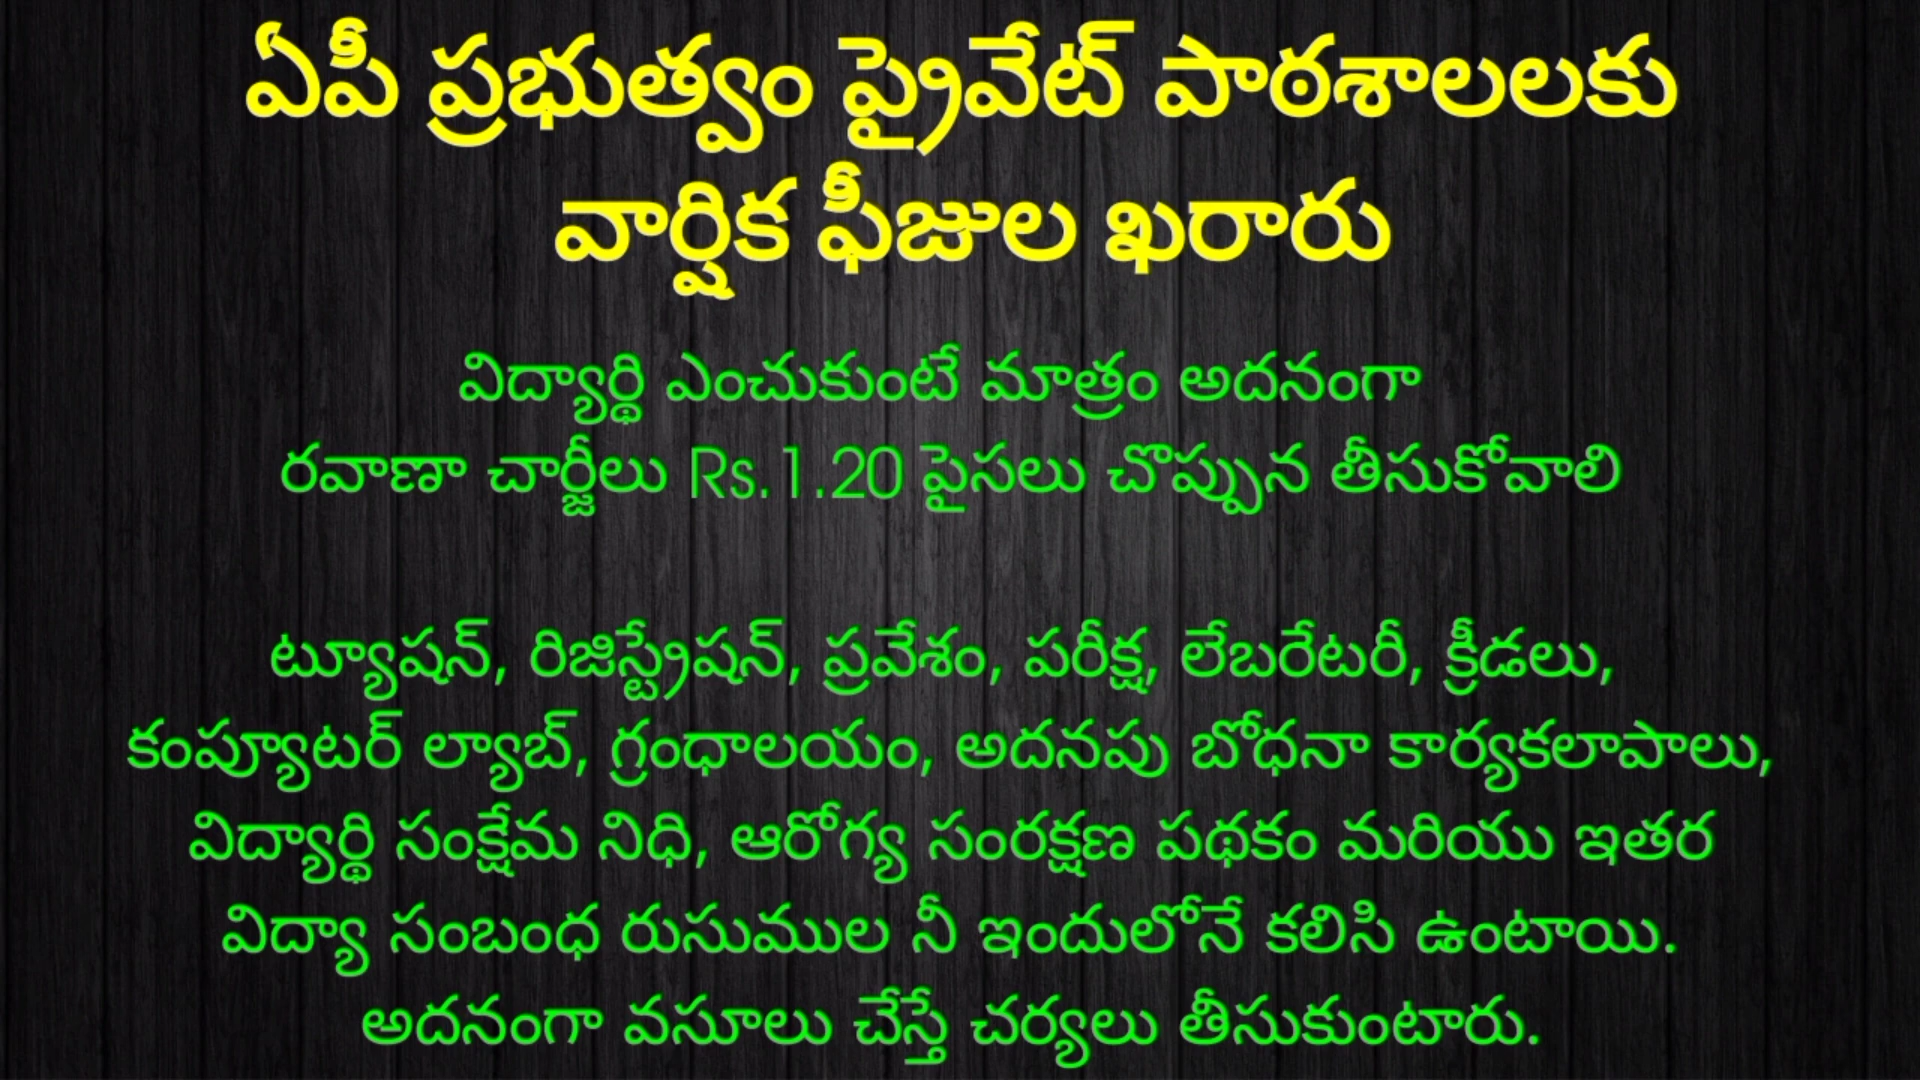 ఏపీ ప్రభుత్వం ప్రైవేట్ పాఠశాలలకు
వార్షిక ఫీజుల ఖరారు
విద్యార్థి ఎంచుకుంటే మాత్రం అదనంగా
రవాణా చార్జీలు Rs.1.20 పైసలు చొప్పున తీసుకోవాలి
ట్యూషన్, రిజిస్ట్రేషన్, ప్రవేశం, పరీక్ష, లేబరేటరీ, క్రీడలు,
కంప్యూటర్ ల్యాబ్, గ్రంధాలయం, అదనపు బోధనా కార్యకలాపాలు,
విద్యార్థి సంక్షేమ నిధి, ఆరోగ్య సంరక్షణ పథకం మరియు ఇతర
విద్యా సంబంధ రుసుముల నీ ఇందులోనే కలిసి ఉంటాయి.
అదనంగా వసూలు చేస్తే చర్యలు తీసుకుంటారు.